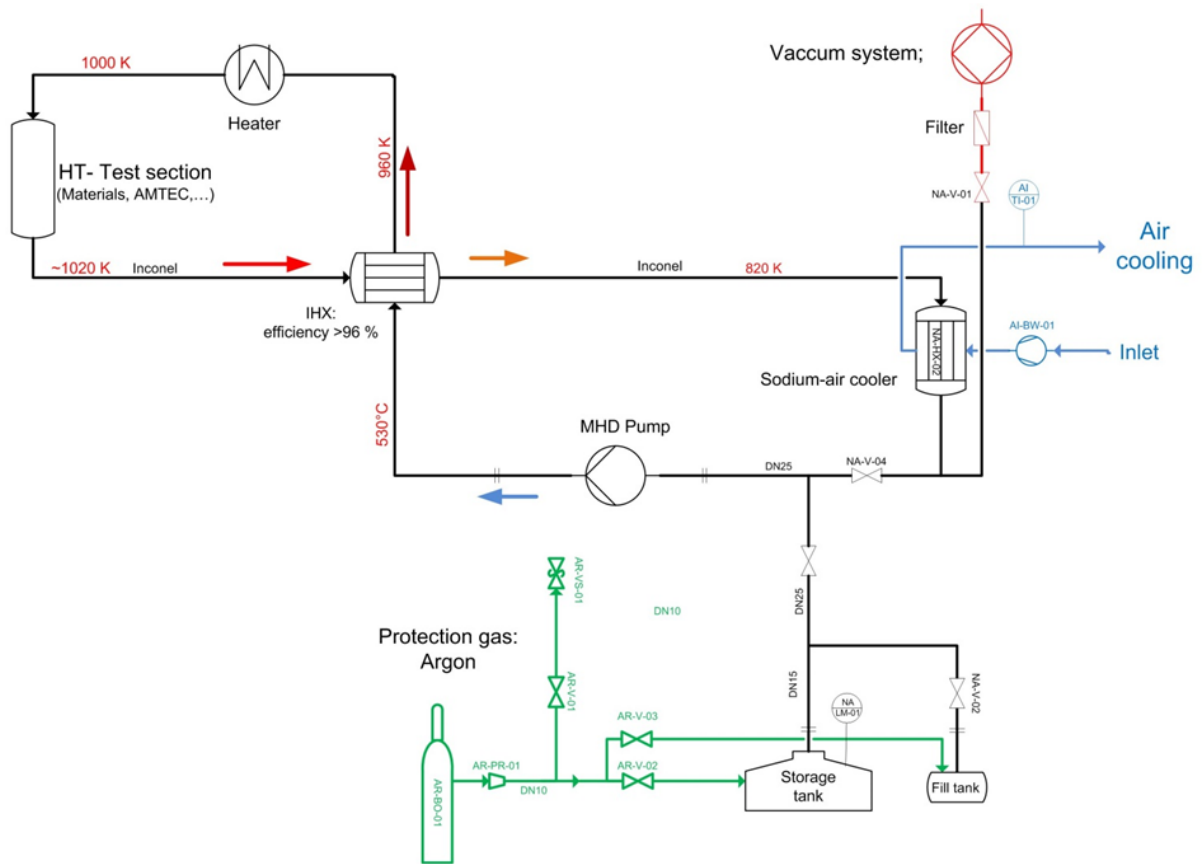 1000 K
Heater
HT- Test section
(Materials, AMTEC,...)
960 K
~1020 K
Inconel
IHX:
efficiency >96 %
Inconel
820 K
Vaccum system;
Filter
NA-V-01
AI
TI-01
Air
cooling
AI-BW-01
Inlet
NA-HX-02
Sodium-air cooler
530°C
MHD Pump
DN25
NA-V-04
AR-VS-01
DN10
DN25
Protection gas:
Argon
AR-V-01
DN15
NA
LM-01
NA-V-02
AR-V-03
AR-PR-01
DN10
AR-V-02
AR-BO-01
Storage
tank
Fill tank